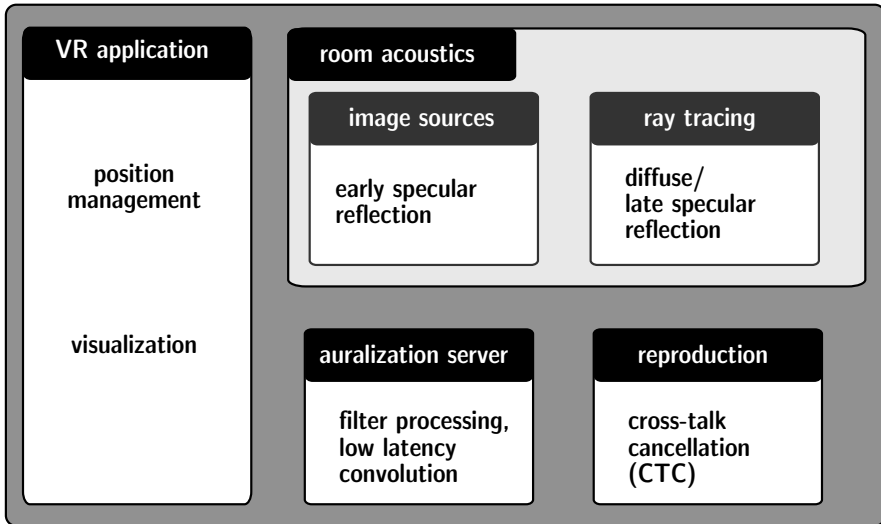 VR application
position
management
visualization
room acoustics
image sources
early specular
reflection
ray tracing
diffuse/
late specular
reflection
auralization server
filter processing,
low latency
convolution
reproduction
cross-talk
cancellation
(CTC)